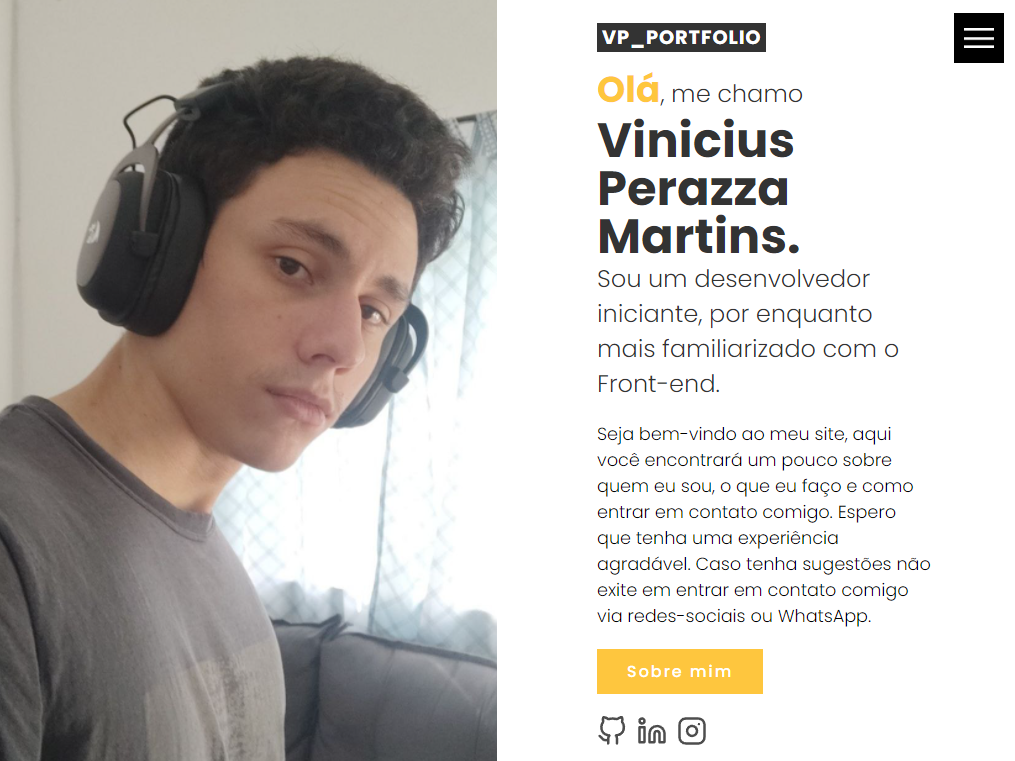 VP_PORTFOLIO
Olá, me chamo
Vinicius
Perazza
Martins.
Sou um desenvolvedor
iniciante, por enquanto
mais familiarizado com o
Front-end.
Seja bem-vindo ao meu site, aqui
você encontrará um pouco sobre
quem eu sou, o que eu faço e como
entrar em contato comigo. Espero
que tenha uma experiência
agradável. Caso tenha sugestões não
exite em entrar em contato comigo
via redes-sociais ou WhatsApp.
Sobre mim